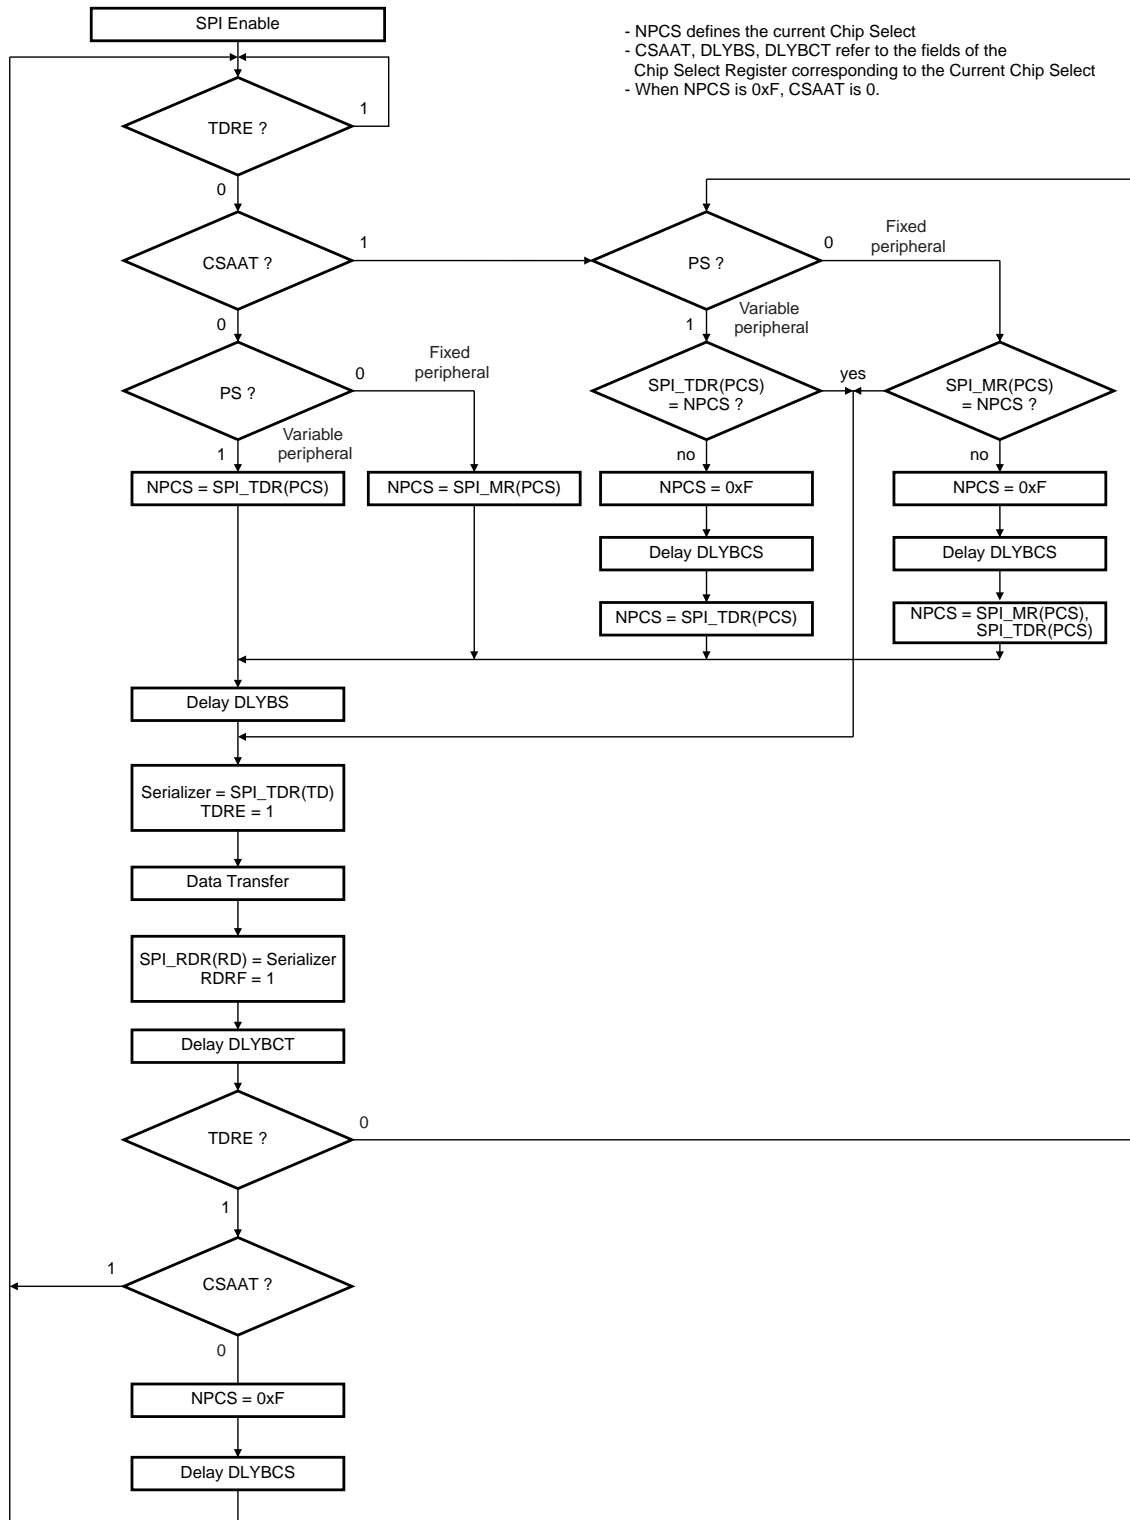 SPI Enable
- NPCS defines the current Chip Select
- CSAAT, DLYBS, DLYBCT refer to the fields of the
Chip Select Register corresponding to the Current Chip Select
- When NPCS is 0xF, CSAAT is 0.
TDRE ?
1
0
CSAAT ?
1
0
PS ?
0
Fixed
peripheral
1
Variable
peripheral
PS ?
0
Fixed
peripheral
1
Variable
peripheral
SPI_TDR(PCS)
= NPCS ?
yes
SPI_MR(PCS)
= NPCS ?
no
no
NPCS = SPI_TDR(PCS)
NPCS = SPI_MR(PCS)
NPCS = 0xF
NPCS = 0xF
Delay DLYBCS
Delay DLYBCS
NPCS = SPI_TDR(PCS)
NPCS = SPI_MR(PCS),
SPI_TDR(PCS)
Delay DLYBS
Serializer = SPI_TDR(TD)
TDRE = 1
Data Transfer
SPI_RDR(RD) = Serializer
RDRF = 1
Delay DLYBCT
TDRE ?
0
1
CSAAT ?
1
0
NPCS = 0xF
Delay DLYBCS